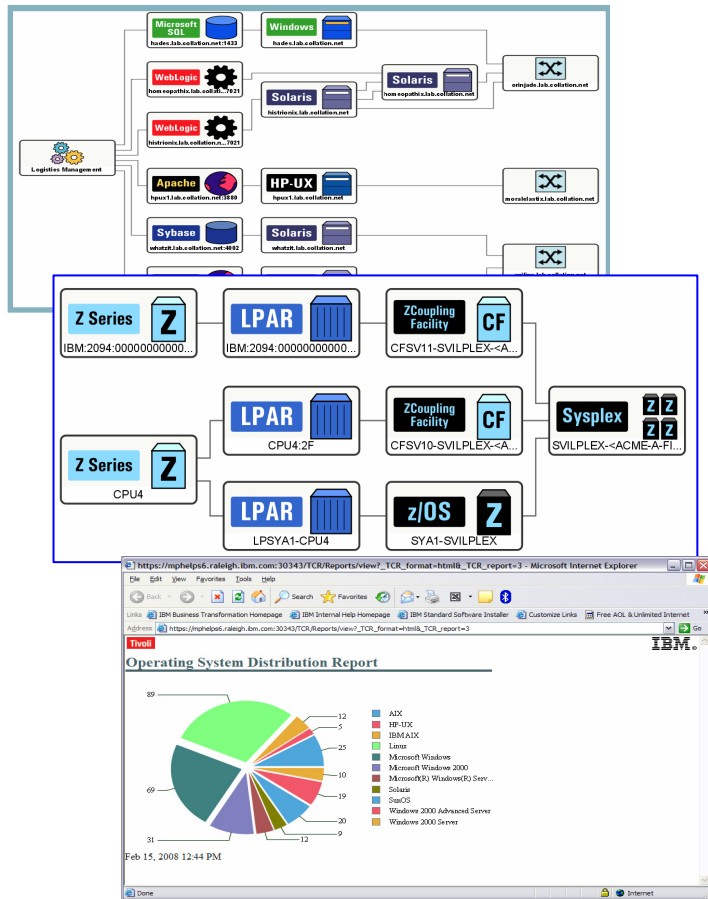 Microsoft SQL
hades.lab.collation.net:1433
Windows
hades.lab.collation.net
WebLogic
homeopathix.lab.collati...7021
Solaris
homeopathix.lab.collation.net
orinjade.lab.collation.net
Solaris
histrionix.lab.collation.net
WebLogic
histrionix.lab.collation.n...7021
Logistics Management
Apache
hpux1.lab.collation.net:3880
HP-UX
hpux1.lab.collation.net
moralelastix.lab.collation.net
Sybase
whatzit.lab.collation.net:4002
Solaris
whatzit.lab.collation.net
Z Series
Z
IBM:2094:00000000000...
LPAR
IBM:2094:00000000000...
ZCoupling Facility
CF
CFSV11-SVILPLEX-<A...
LPAR
CPU4:2F
ZCoupling Facility
CF
CFSV10-SVILPLEX-<A...
Sysplex
Z Z
Z Z
SVILPLEX-<ACME-A-FI...
Z Series
Z
CPU4
LPAR
LPSYA1-CPU4
z/OS
Z
SYA1-SVILPLEX
https://mphelps6.raleigh.ibm.com:30343/TCR/Reports/view?_TCR_format=html&_TCR_report=3 - Microsoft Internet Explorer
File Edit View Favorites Tools Help
Back Search Favorites
Links IBM Business Transformation Homepage IBM Internal Help Homepage IBM Standard Software Installer Customize Links Free AOL & Unlimited Internet
Address https://mphelps6.raleigh.ibm.com:30343/TCR/Reports/view?_TCR_format=html&_TCR_report=3 Go
Tivoli
IBM®
Operating System Distribution Report
89
12
5
25
10
19
20
9
12
31
69
AIX
HP-UX
IBMAIX
Linux
Microsoft Windows
Microsoft Windows 2000
Microsoft(R) Windows(R) Serv...
Solaris
SunOS
Windows 2000 Advanced Server
Windows 2000 Server
Feb 15, 2008 12:44 PM
Done
Internet